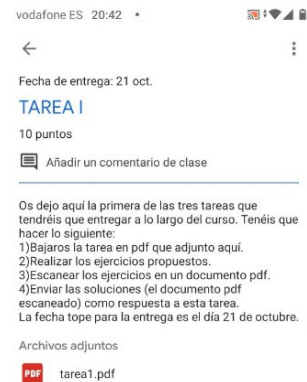 vodafone ES 20:42 •
Fecha de entrega: 21 oct.
TAREA I
10 puntos
Añadir un comentario de clase
Os dejo aquí la primera de las tres tareas que
tendréis que entregar a lo largo del curso. Tenéis que
hacer lo siguiente:
1)Bajaros la tarea en pdf que adjunto aquí.
2)Realizar los ejercicios propuestos.
3)Escanear los ejercicios en un documento pdf.
4)Enviar las soluciones (el documento pdf
escaneado) como respuesta a esta tarea.
La fecha tope para la entrega es el día 21 de octubre.
Archivos adjuntos
PDF tarea1.pdf